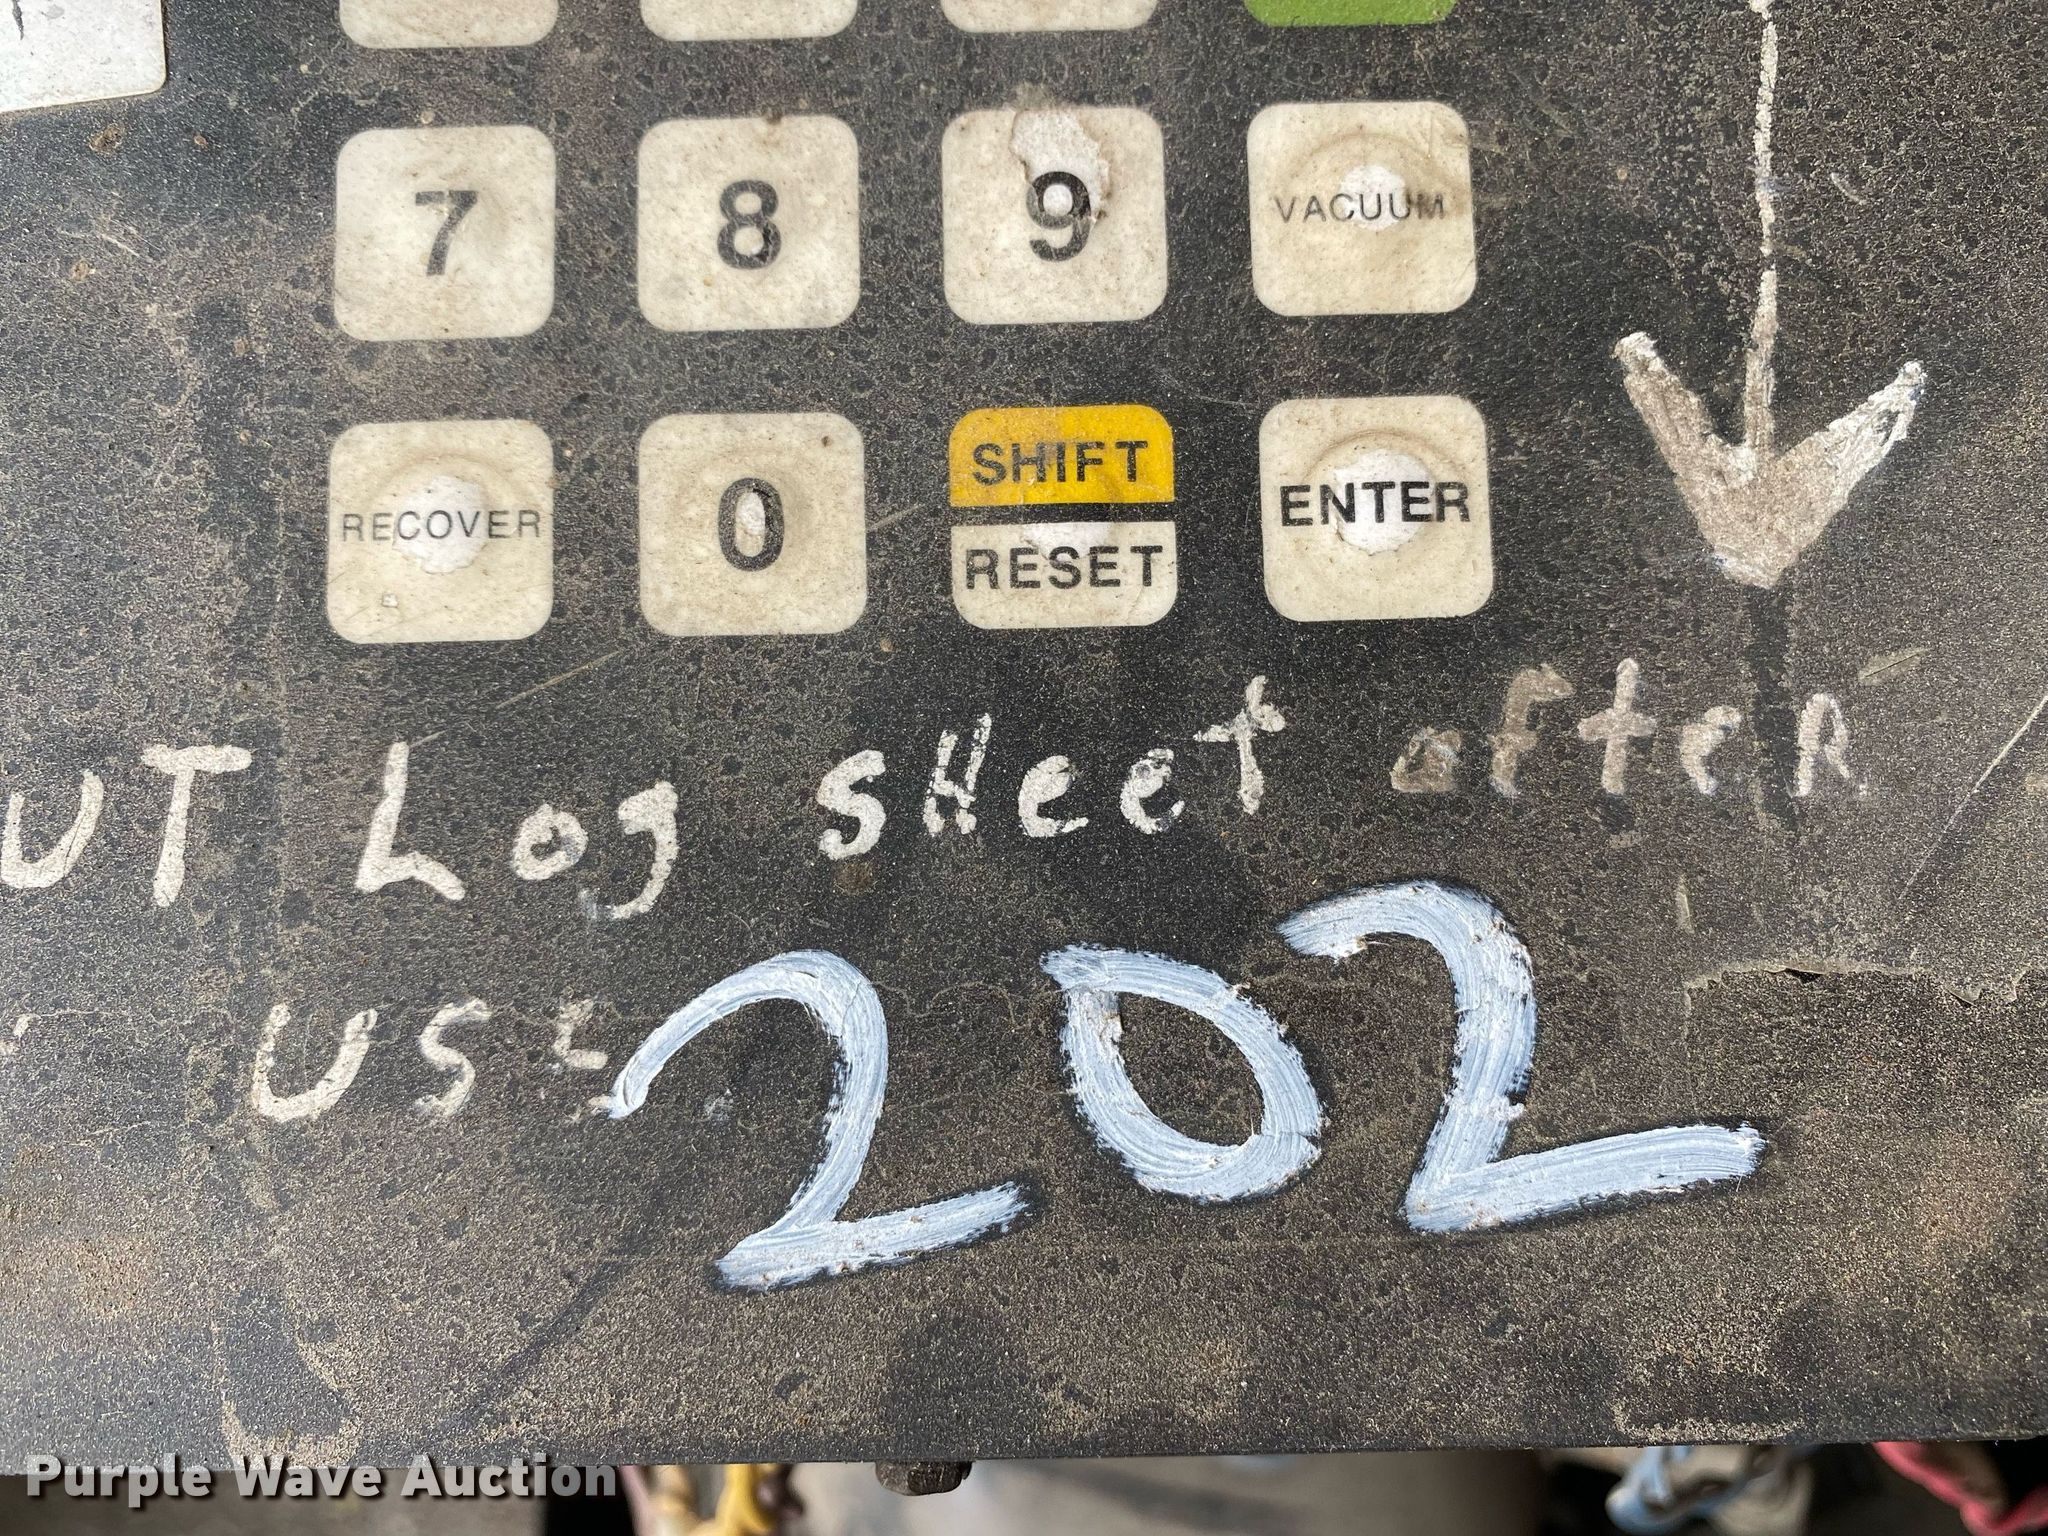 7 8 9 VACUUM
RECOVER 0 SHIFT ENTER
RESET
UT Log sHeet after
USE
202
Purple Wave Auction